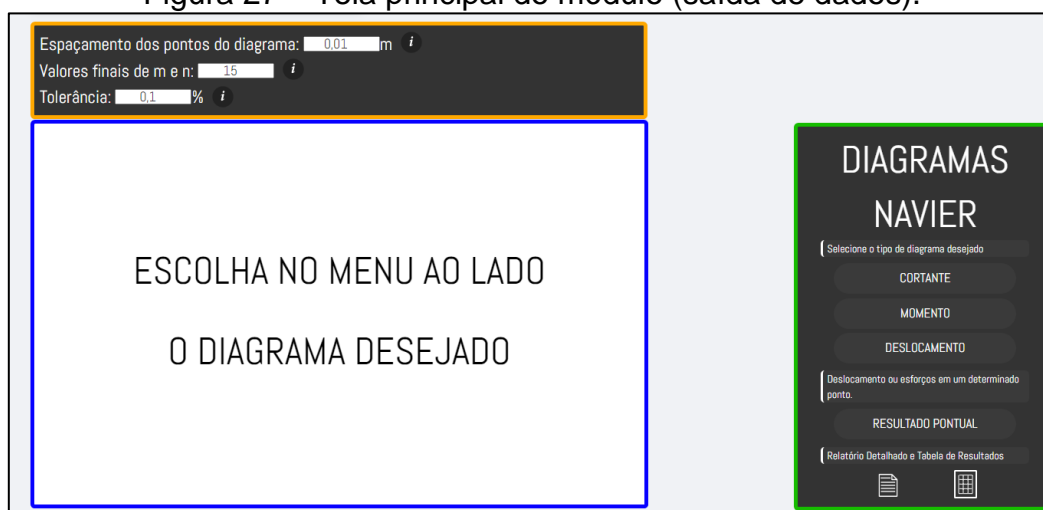 Figura 27 – Tela principal do módulo (saída de dados).
Espaçamento dos pontos do diagrama: 0,01 m i
Valores finais de m e n: 15 i
Tolerância: 0,1 % i
ESCOLHA NO MENU AO LADO
O DIAGRAMA DESEJADO
DIAGRAMAS
NAVIER
Selecione o tipo de diagrama desejado
CORTANTE
MOMENTO
DESLOCAMENTO
Deslocamento ou esforços em um determinado
ponto.
RESULTADO PONTUAL
Relatório Detalhado e Tabela de Resultados